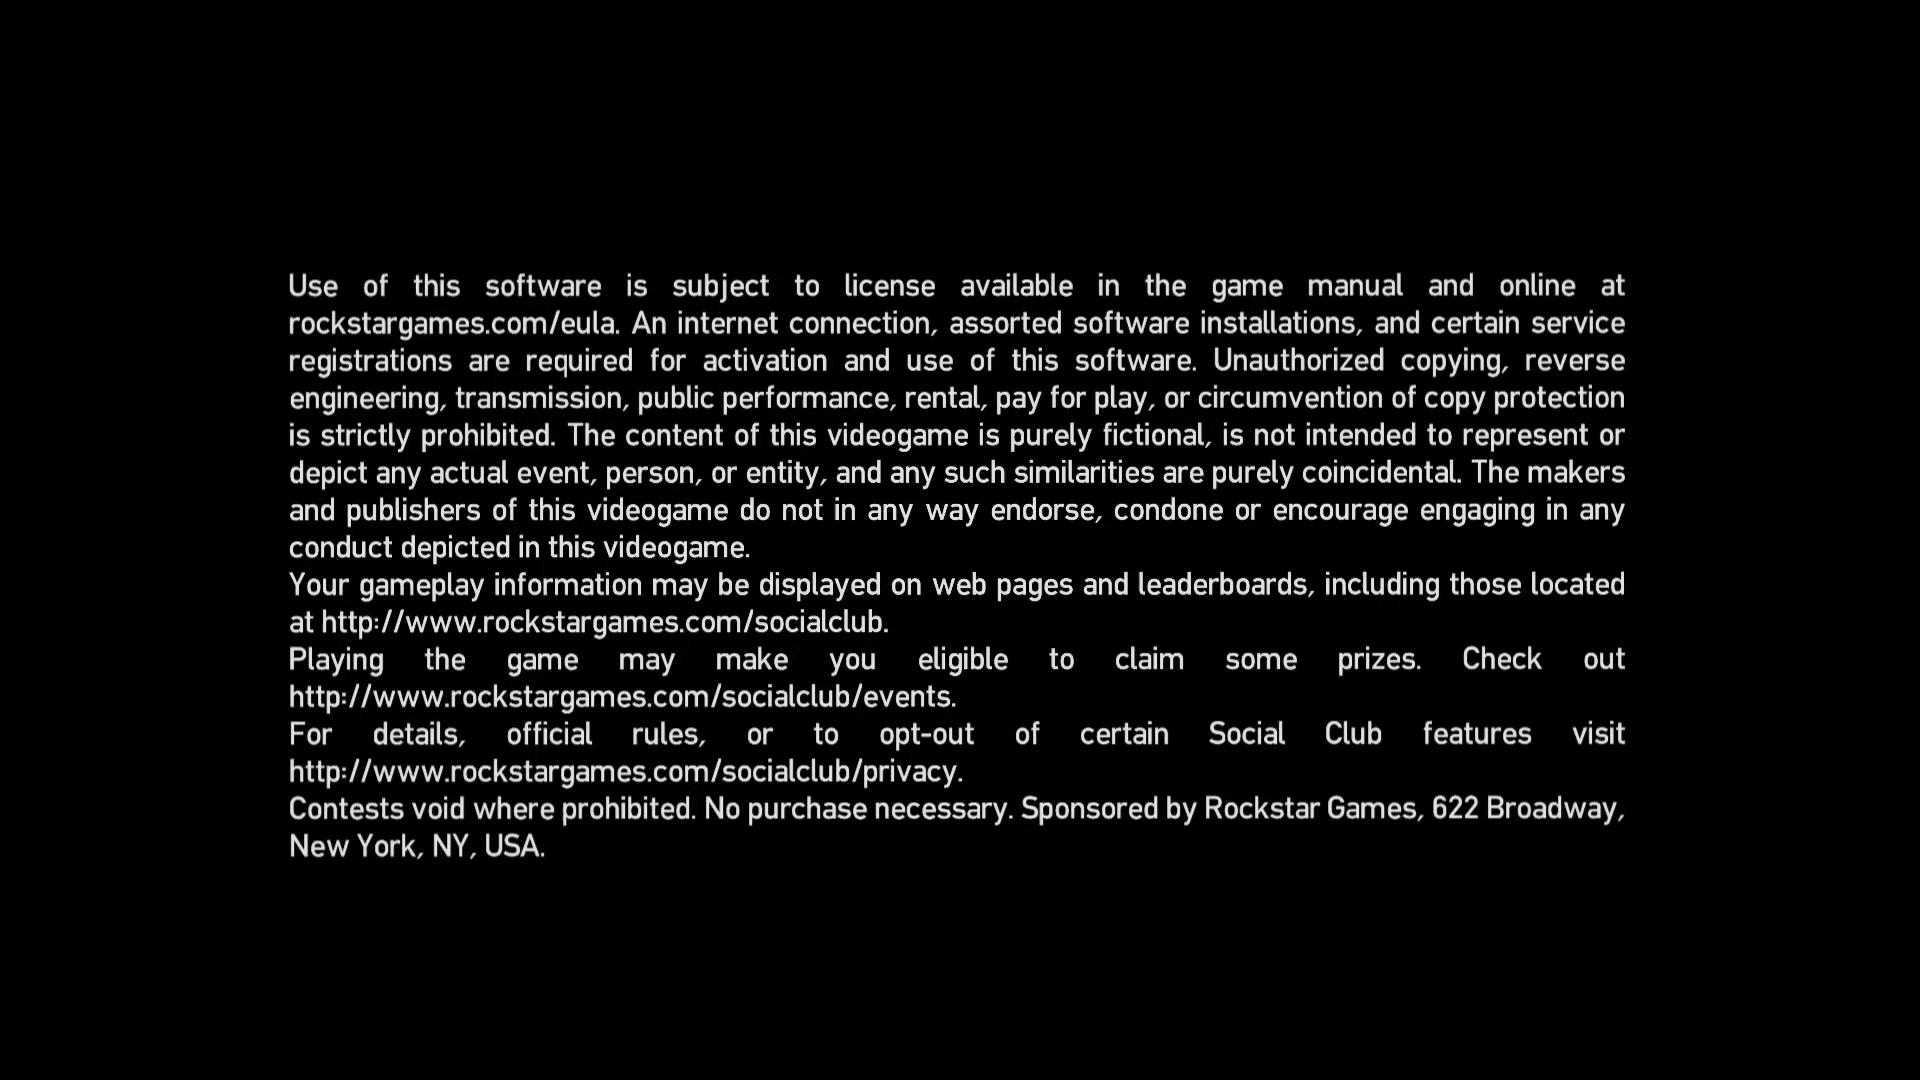 Use of this software is subject to license available in the game manual and online at
rockstargames.com/eula. An internet connection, assorted software installations, and certain service
registrations are required for activation and use of this software. Unauthorized copying, reverse
engineering, transmission, public performance, rental, pay for play, or circumvention of copy protection
is strictly prohibited. The content of this videogame is purely fictional, is not intended to represent or
depict any actual event, person, or entity, and any such similarities are purely coincidental. The makers
and publishers of this videogame do not in any way endorse, condone or encourage engaging in any
conduct depicted in this videogame.
Your gameplay information may be displayed on web pages and leaderboards, including those located
at http://www.rockstargames.com/socialclub.
Playing the game may make you eligible to claim some prizes. Check out
http://www.rockstargames.com/socialclub/events.
For details, official rules, or to opt-out of certain Social Club features visit
http://www.rockstargames.com/socialclub/privacy.
Contests void where prohibited. No purchase necessary. Sponsored by Rockstar Games, 622 Broadway,
New York, NY, USA.